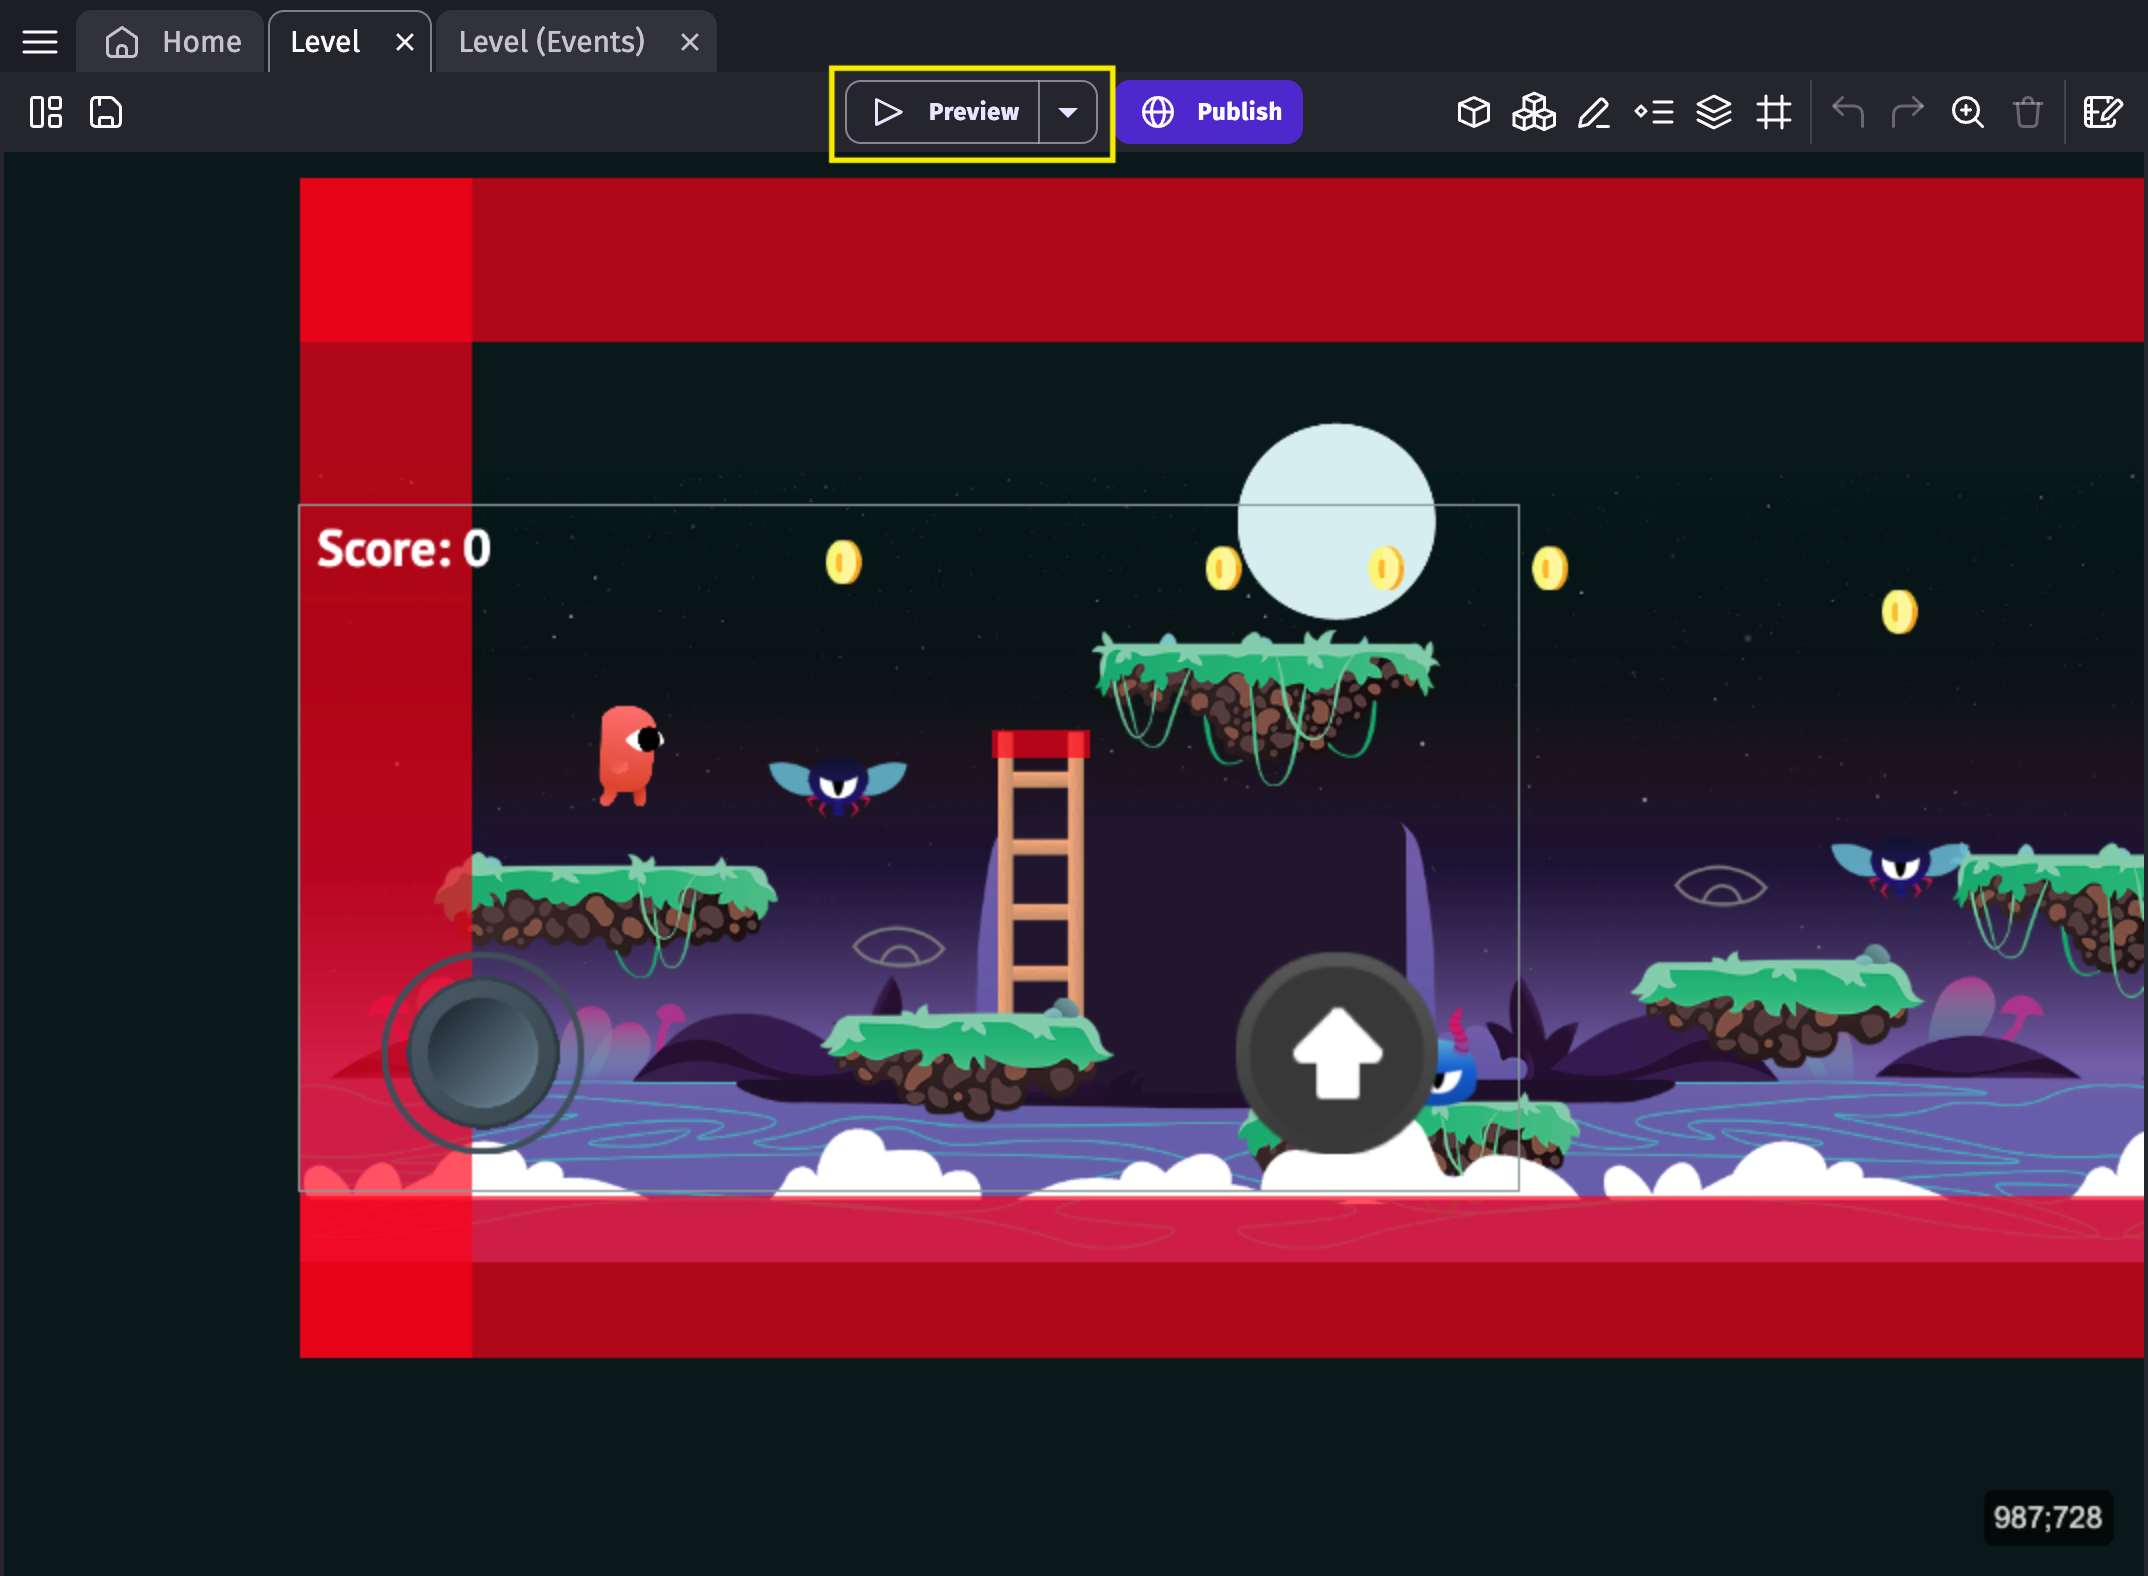 Home
Level
Level (Events)
Preview
Publish
Score: 0
987;728